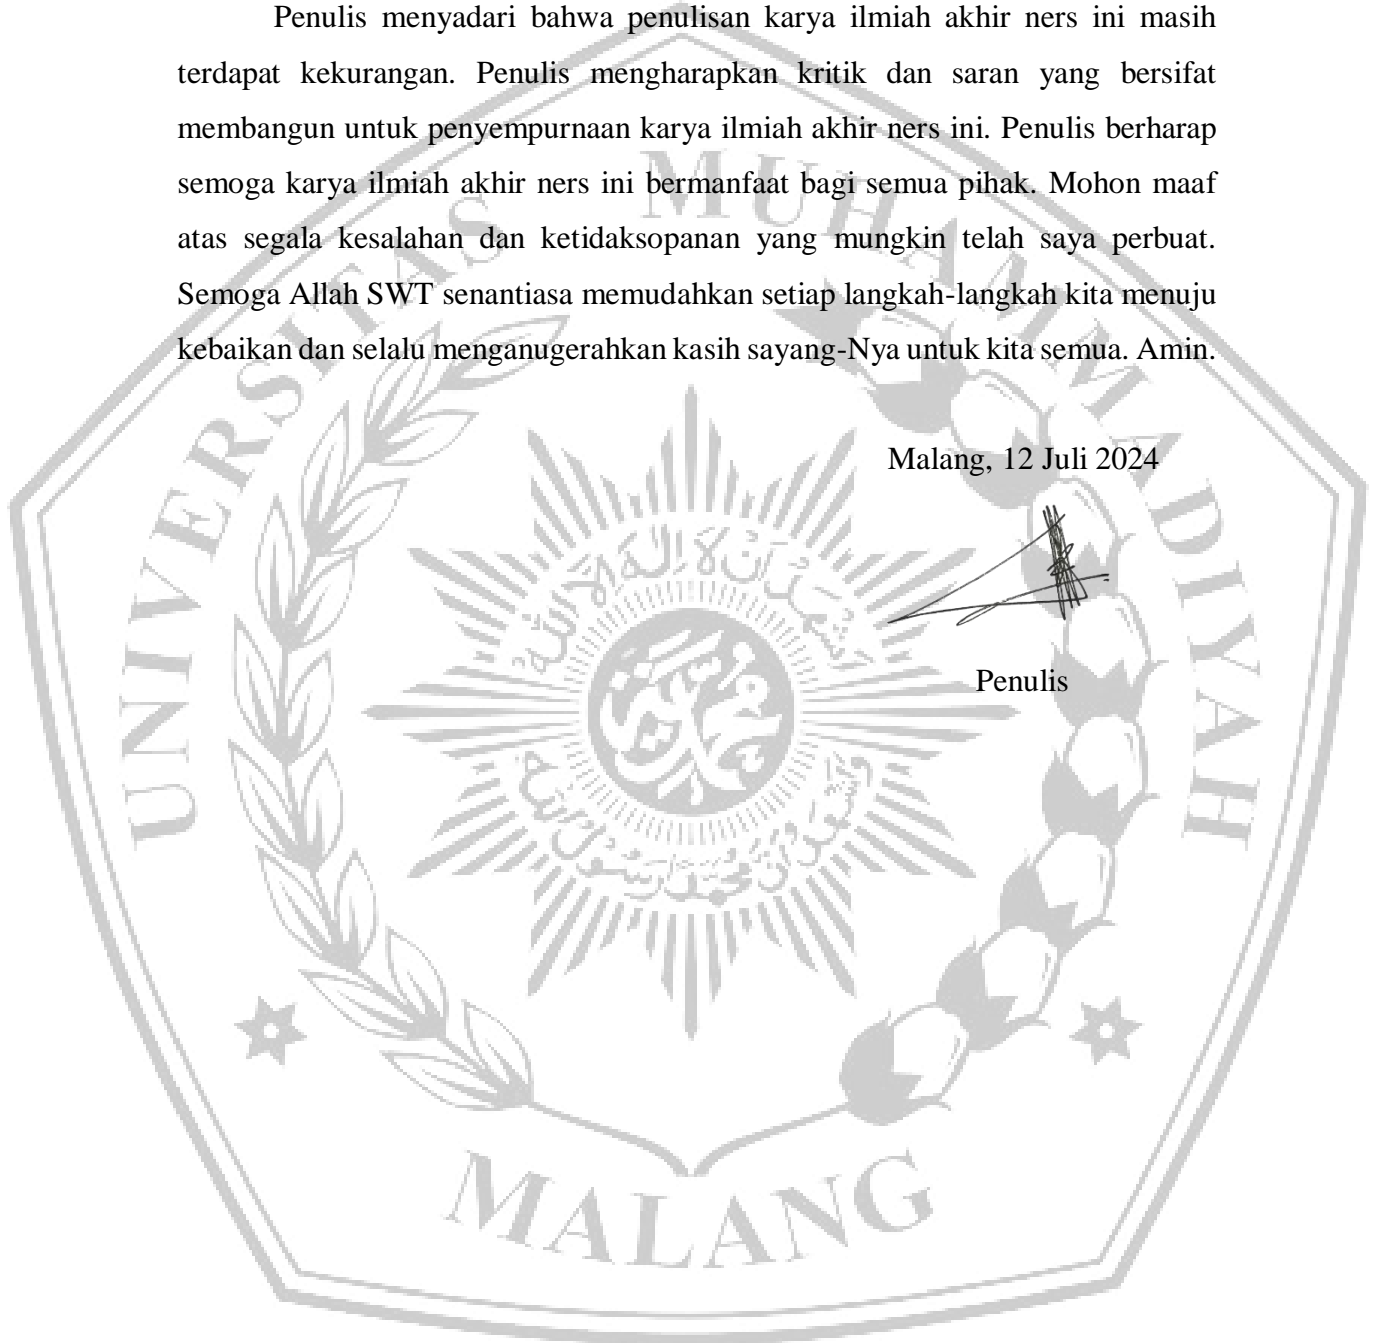 Penulis menyadari bahwa penulisan karya ilmiah akhir ners ini masih
terdapat kekurangan. Penulis mengharapkan kritik dan saran yang bersifat
membangun untuk penyempurnaan karya ilmiah akhir ners ini. Penulis berharap
semoga karya ilmiah akhir ners ini bermanfaat bagi semua pihak. Mohon maaf
atas segala kesalahan dan ketidaksopanan yang mungkin telah saya perbuat.
Semoga Allah SWT senantiasa memudahkan setiap langkah-langkah kita menuju
kebaikan dan selalu menganugerahkan kasih sayang-Nya untuk kita semua. Amin.
Malang, 12 Juli 2024
Penulis
UNIVERSITAS MUHAMMADIYAH
MALANG